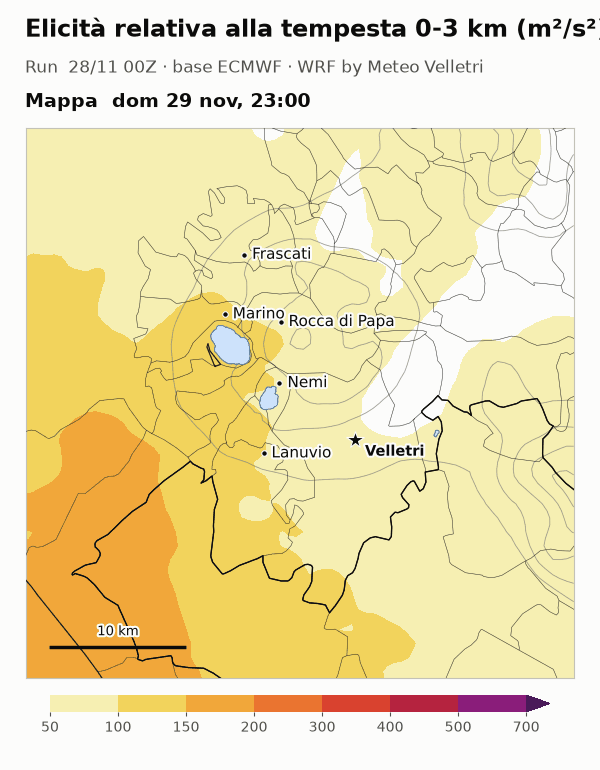 Elicità relativa alla tempesta 0-3 km (m²/s²)
Run 28/11 00Z · base ECMWF · WRF by Meteo Velletri
Mappa dom 29 nov, 23:00
Frascati
Marino
Rocca di Papa
Nemi
Lanuvio
Velletri
10 km
50 100 150 200 300 400 500 700